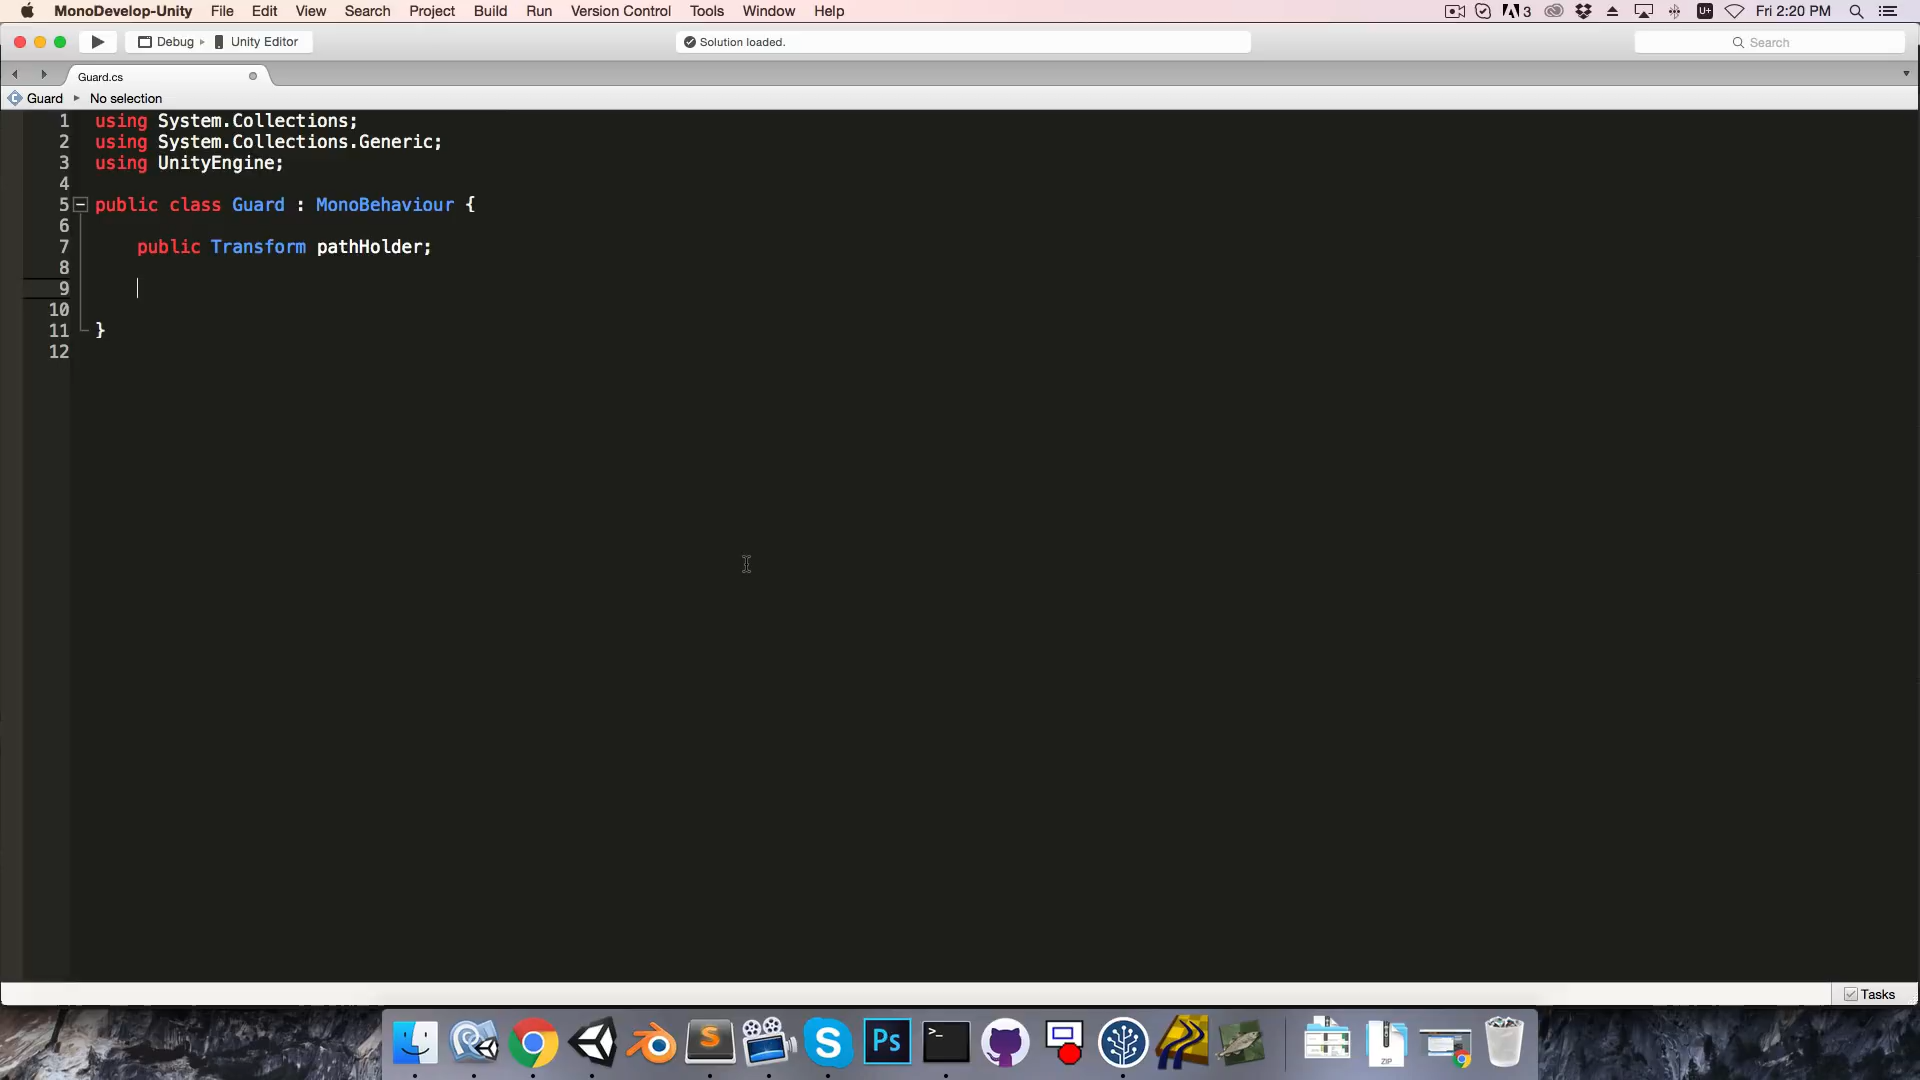 MonoDevelop-Unity File Edit View Search Project Build Run Version Control Tools Window Help 3 U+ Fri 2:20 PM
Debug Unity Editor Solution loaded. Search
Guard.cs
Guard No selection
1 using System.Collections;
2 using System.Collections.Generic;
3 using UnityEngine;
4
5 public class Guard : MonoBehaviour {
6
7 public Transform pathHolder;
8
9
10
11 }
12
Tasks
S S Ps >_ ZIP